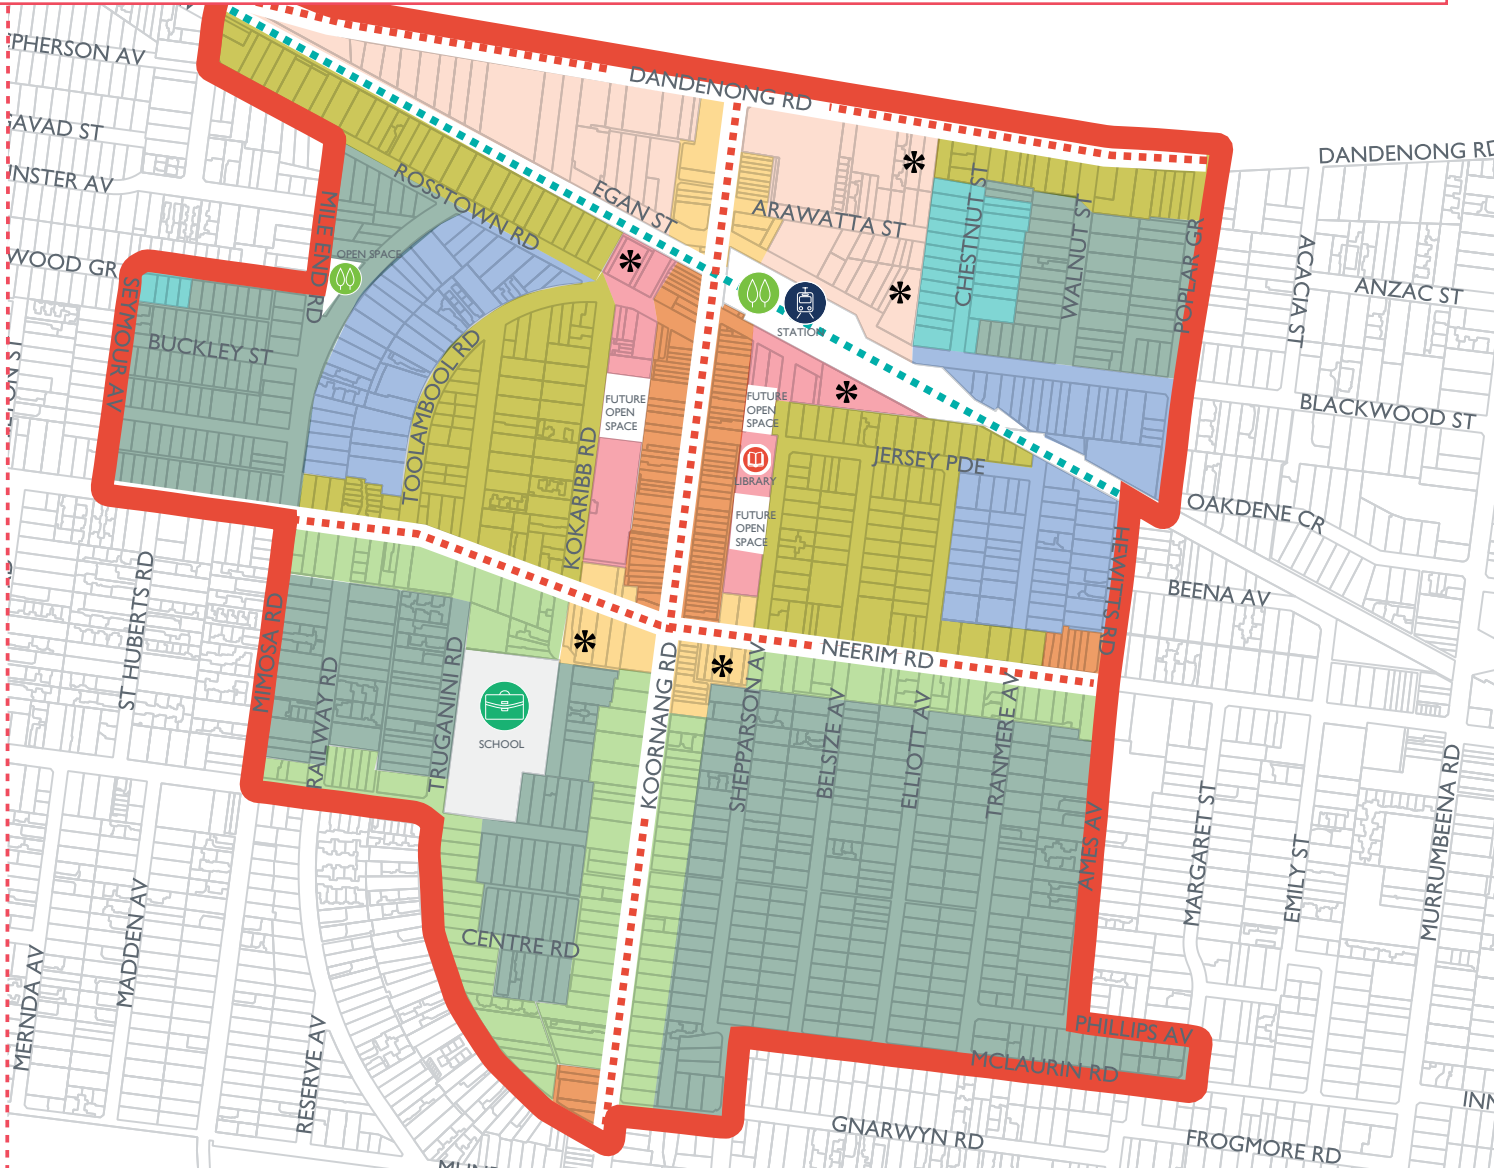 PHERSON AV
DANDENONG RD
AVAD ST
DANDENONG RD
NSTER AV
ROSSTOWN RD
EGAN ST
ARAWATTA ST
CHESTNUT ST
WALNUT ST
POPLAR GR
MILE END RD
OPEN SPACE
WOOD GR
SEYMOUR AV
ACACIA ST
ANZAC ST
STATION
BUCKLEY ST
TOOLAMBOOL RD
FUTURE
OPEN
SPACE
FUTURE
OPEN
SPACE
BLACKWOOD ST
KOKARIBB RD
JERSEY PDE
LIBRARY
FUTURE
OPEN
SPACE
OAKDENE CR
HEWITTS RD
BEENA AV
ST HUBERTS RD
MIMOSA RD
RAILWAY RD
TRUGANINI RD
SCHOOL
KOORNANG RD
NEERIM RD
SHEPPARSON AV
BELSIZE AV
ELLIOTT AV
TRANMERE AV
AMES AV
MARGARET ST
EMILY ST
MURRUMBEENA RD
MERNDA AV
MADDEN AV
RESERVE AV
CENTRE RD
PHILLIPS AV
MCLAURIN RD
GNARWYN RD
FROGMORE RD
INN